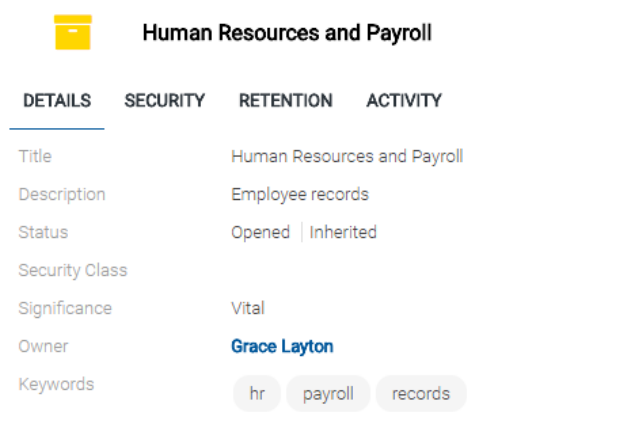 Human Resources and Payroll
DETAILS SECURITY RETENTION ACTIVITY
Title Human Resources and Payroll
Description Employee records
Status Opened Inherited
Security Class
Significance Vital
Owner Grace Layton
Keywords hr payroll records